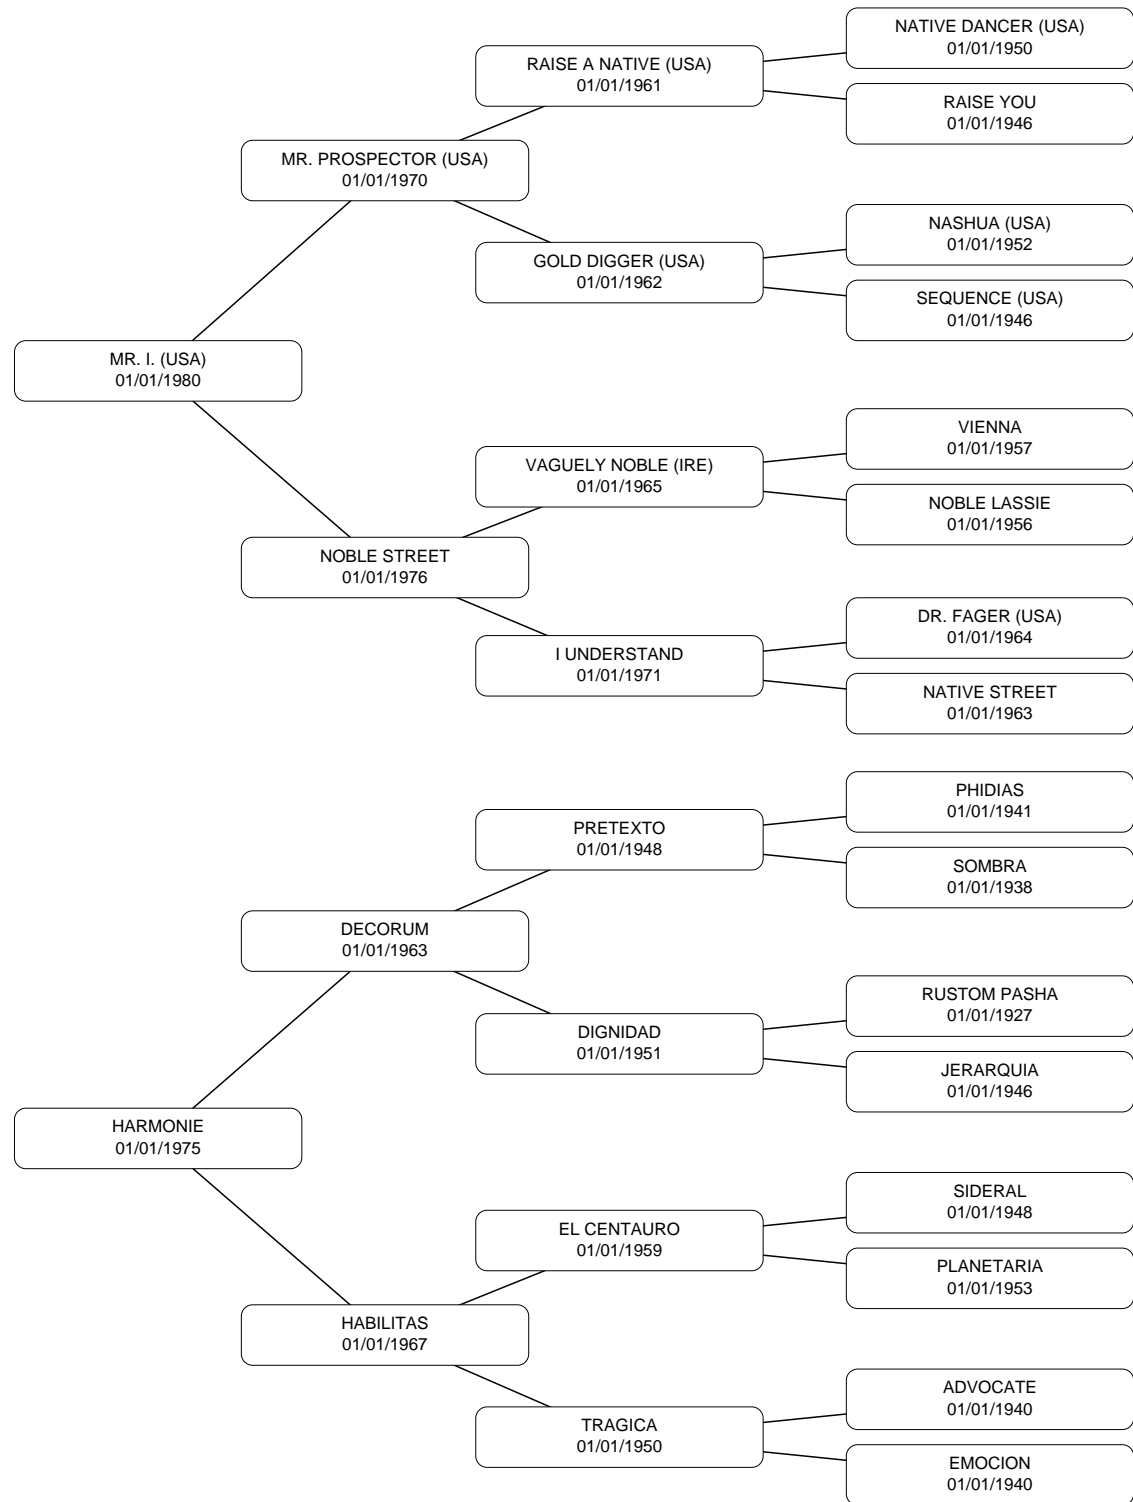 NATIVE DANCER (USA)
01/01/1950
RAISE A NATIVE (USA)
01/01/1961
RAISE YOU
01/01/1946
MR. PROSPECTOR (USA)
01/01/1970
NASHUA (USA)
01/01/1952
GOLD DIGGER (USA)
01/01/1962
SEQUENCE (USA)
01/01/1946
MR. I. (USA)
01/01/1980
VIENNA
01/01/1957
VAGUELY NOBLE (IRE)
01/01/1965
NOBLE LASSIE
01/01/1956
NOBLE STREET
01/01/1976
DR. FAGER (USA)
01/01/1964
I UNDERSTAND
01/01/1971
NATIVE STREET
01/01/1963
PHIDIAS
01/01/1941
PRETEXTO
01/01/1948
SOMBRA
01/01/1938
DECORUM
01/01/1963
RUSTOM PASHA
01/01/1927
DIGNIDAD
01/01/1951
JERARQUIA
01/01/1946
HARMONIE
01/01/1975
SIDERAL
01/01/1948
EL CENTAURO
01/01/1959
PLANETARIA
01/01/1953
HABILITAS
01/01/1967
ADVOCATE
01/01/1940
TRAGICA
01/01/1950
EMOCION
01/01/1940